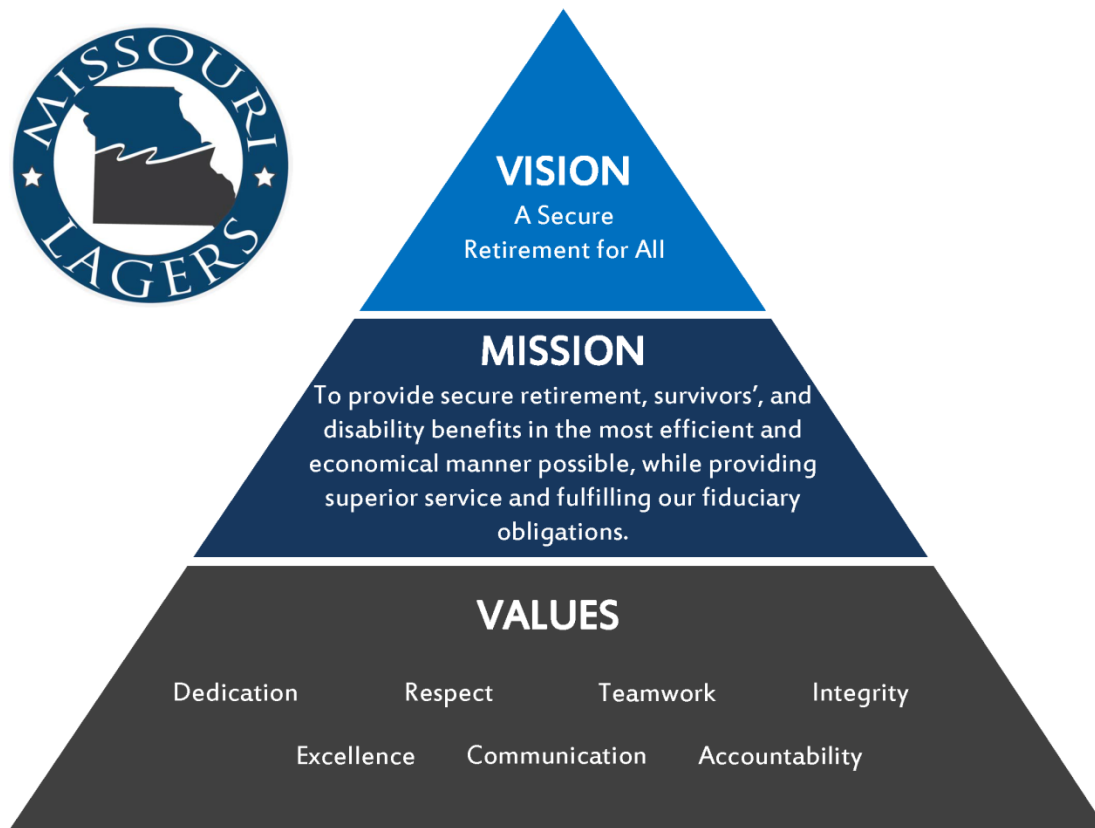 MISSOURI
LAGERS
VISION
A Secure
Retirement for All
MISSION
To provide secure retirement, survivors’, and
disability benefits in the most efficient and
economical manner possible, while providing
superior service and fulfilling our fiduciary
obligations.
VALUES
Dedication Respect Teamwork Integrity
Excellence Communication Accountability